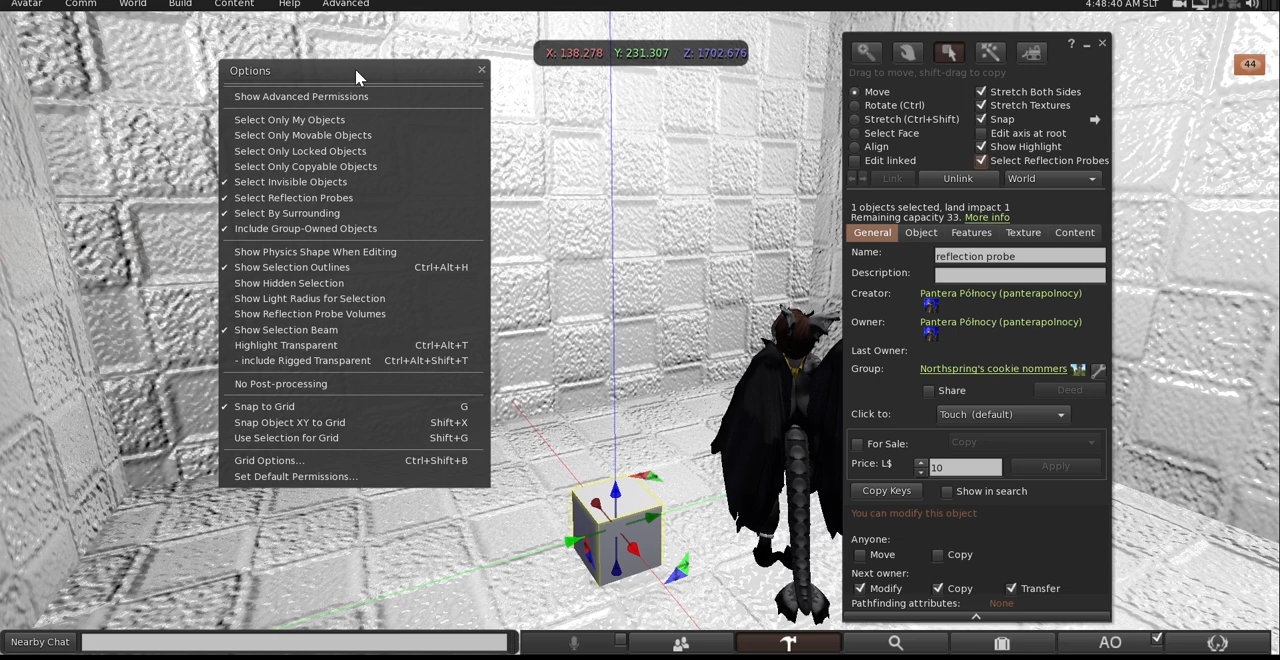 Avatar Comm World Build Content Help Advanced
4:48:40 AM SLT
X: 138.278 Y: 231.307 Z: 1702.676
44
Options
Show Advanced Permissions
Select Only My Objects
Select Only Movable Objects
Select Only Locked Objects
Select Only Copyable Objects
Select Invisible Objects
Select Reflection Probes
Select By Surrounding
Include Group-Owned Objects
Show Physics Shape When Editing
Show Selection Outlines Ctrl+Alt+H
Show Hidden Selection
Show Light Radius for Selection
Show Reflection Probe Volumes
Show Selection Beam
Highlight Transparent Ctrl+Alt+T
- include Rigged Transparent Ctrl+Alt+Shift+T
No Post-processing
Snap to Grid G
Snap Object XY to Grid Shift+X
Use Selection for Grid Shift+G
Grid Options... Ctrl+Shift+B
Set Default Permissions...
Drag to move, shift-drag to copy
Move Stretch Both Sides
Rotate (Ctrl) Stretch Textures
Stretch (Ctrl+Shift) Snap
Select Face Edit axis at root
Align Show Highlight
Edit linked Select Reflection Probes
Link Unlink World
1 objects selected, land impact 1
Remaining capacity 33. More info
General Object Features Texture Content
Name: reflection probe
Description:
Creator: Pantera Północy (panterapolnocy)
Owner: Pantera Północy (panterapolnocy)
Last Owner:
Group: Northspring's cookie nommers
Share Deed
Click to: Touch (default)
For Sale: Copy
Price: L$ 10 Apply
Copy Keys Show in search
You can modify this object
Anyone:
Move Copy
Next owner:
Modify Copy Transfer
Pathfinding attributes: None
Nearby Chat AO